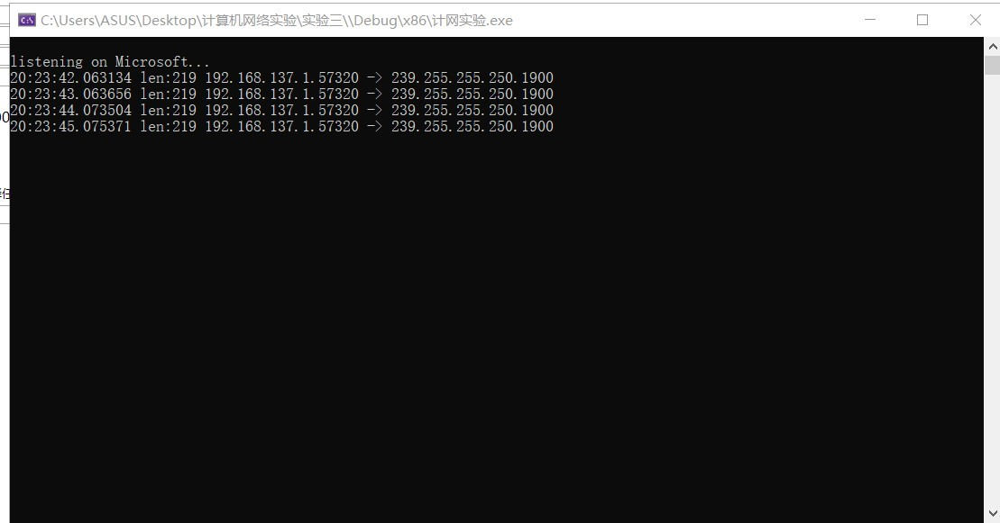 C:\Users\ASUS\Desktop\计算机网络实验\实验三\\Debug\x86\计网实验.exe
listening on Microsoft...
20:23:42.063134 len:219 192.168.137.1.57320 -> 239.255.255.250.1900
20:23:43.063656 len:219 192.168.137.1.57320 -> 239.255.255.250.1900
20:23:44.073504 len:219 192.168.137.1.57320 -> 239.255.255.250.1900
20:23:45.075371 len:219 192.168.137.1.57320 -> 239.255.255.250.1900